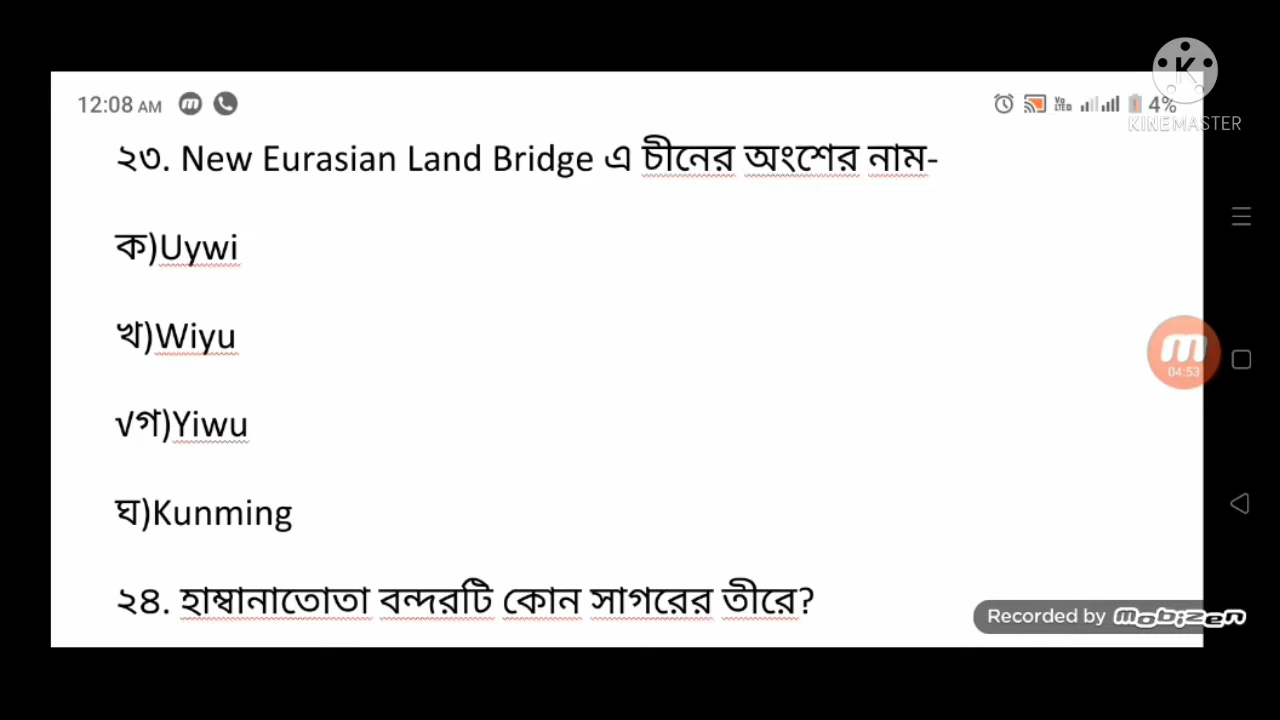 12:08 AM
4%
KINEMASTER
২৩. New Eurasian Land Bridge এ চীনের অংশের নাম-
ক)Uywi
খ)Wiyu
04:53
√গ)Yiwu
ঘ)Kunming
২৪. হাম্বানাতোতা বন্দরটি কোন সাগরের তীরে?
Recorded by Mobizen